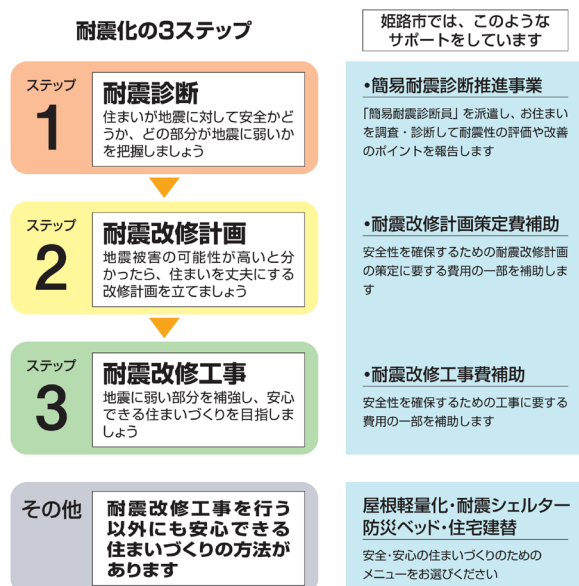 耐震化の3ステップ
姫路市では、このような
サポートをしています
ステップ
1
耐震診断
住まいが地震に対して安全かど
うか、どの部分が地震に弱いか
を把握しましょう
•簡易耐震診断推進事業
「簡易耐震診断員」を派遣し、お住まい
を調査・診断して耐震性の評価や改善
のポイントを報告します
ステップ
2
耐震改修計画
地震被害の可能性が高いと分
かったら、住まいを丈夫にする
改修計画を立てましょう
•耐震改修計画策定費補助
安全性を確保するための耐震改修計画
の策定に要する費用の一部を補助しま
す
ステップ
3
耐震改修工事
地震に弱い部分を補強し、安心
できる住まいづくりを目指しま
しょう
•耐震改修工事費補助
安全性を確保するための工事に要する
費用の一部を補助します
その他
耐震改修工事を行う
以外にも安心できる
住まいづくりの方法が
あります
屋根軽量化・耐震シェルター
防災ベッド・住宅建替
安全・安心の住まいづくりのための
メニューをお選びください